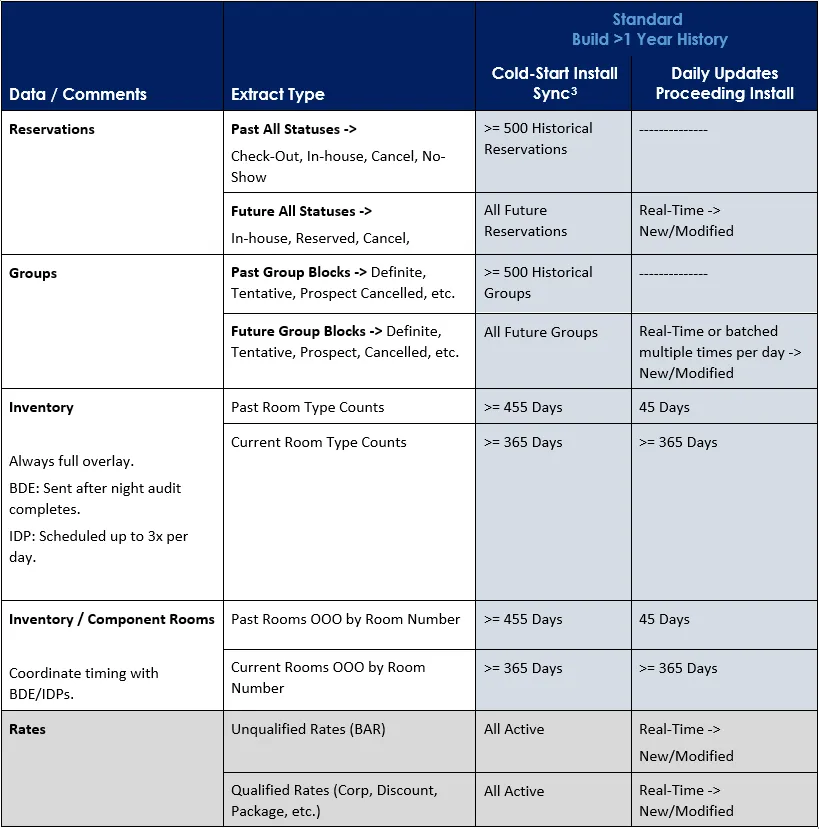 Standard
Build >1 Year History
Data / Comments
Extract Type
Cold-Start Install
Sync³
Daily Updates
Proceeding Install
Reservations
Past All Statuses ->
Check-Out, In-house, Cancel, No-
Show
>= 500 Historical
Reservations
--------------
Future All Statuses ->
In-house, Reserved, Cancel,
All Future
Reservations
Real-Time ->
New/Modified
Groups
Past Group Blocks -> Definite,
Tentative, Prospect Cancelled, etc.
>= 500 Historical
Groups
--------------
Future Group Blocks -> Definite,
Tentative, Prospect, Cancelled, etc.
All Future Groups
Real-Time or batched
multiple times per day ->
New/Modified
Inventory
Always full overlay.
BDE: Sent after night audit
completes.
IDP: Scheduled up to 3x per
day.
Past Room Type Counts
>= 455 Days
45 Days
Current Room Type Counts
>= 365 Days
>= 365 Days
Inventory / Component Rooms
Coordinate timing with
BDE/IDPs.
Past Rooms OOO by Room Number
>= 455 Days
45 Days
Current Rooms OOO by Room
Number
>= 365 Days
>= 365 Days
Rates
Unqualified Rates (BAR)
All Active
Real-Time ->
New/Modified
Qualified Rates (Corp, Discount,
Package, etc.)
All Active
Real-Time ->
New/Modified